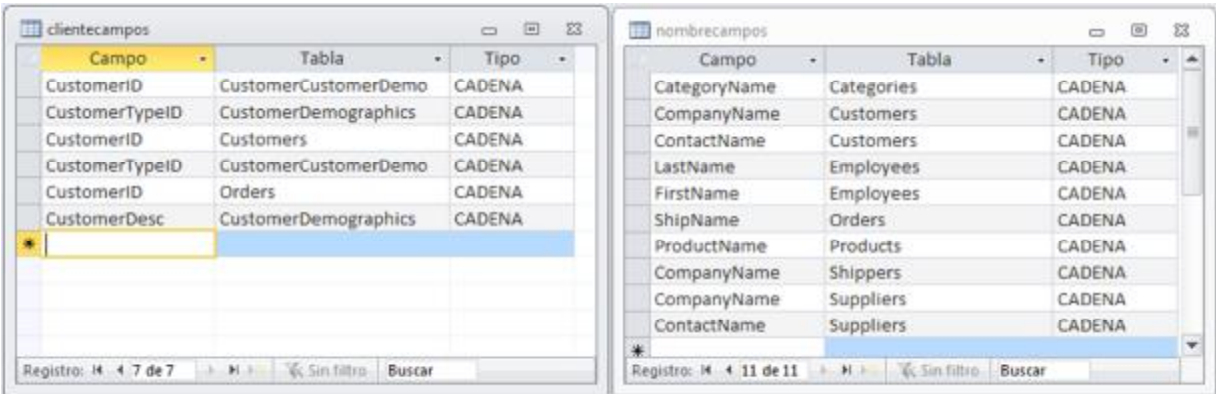 clientecampos
Campo Tabla Tipo
CustomerID CustomerCustomerDemo CADENA
CustomerTypeID CustomerDemographics CADENA
CustomerID Customers CADENA
CustomerTypeID CustomerCustomerDemo CADENA
CustomerID Orders CADENA
CustomerDesc CustomerDemographics CADENA
Registro: 7 de 7 Sin filtro Buscar
nombrecampos
Campo Tabla Tipo
CategoryName Categories CADENA
CompanyName Customers CADENA
ContactName Customers CADENA
LastName Employees CADENA
FirstName Employees CADENA
ShipName Orders CADENA
ProductName Products CADENA
CompanyName Shippers CADENA
CompanyName Suppliers CADENA
ContactName Suppliers CADENA
Registro: 11 de 11 Sin filtro Buscar